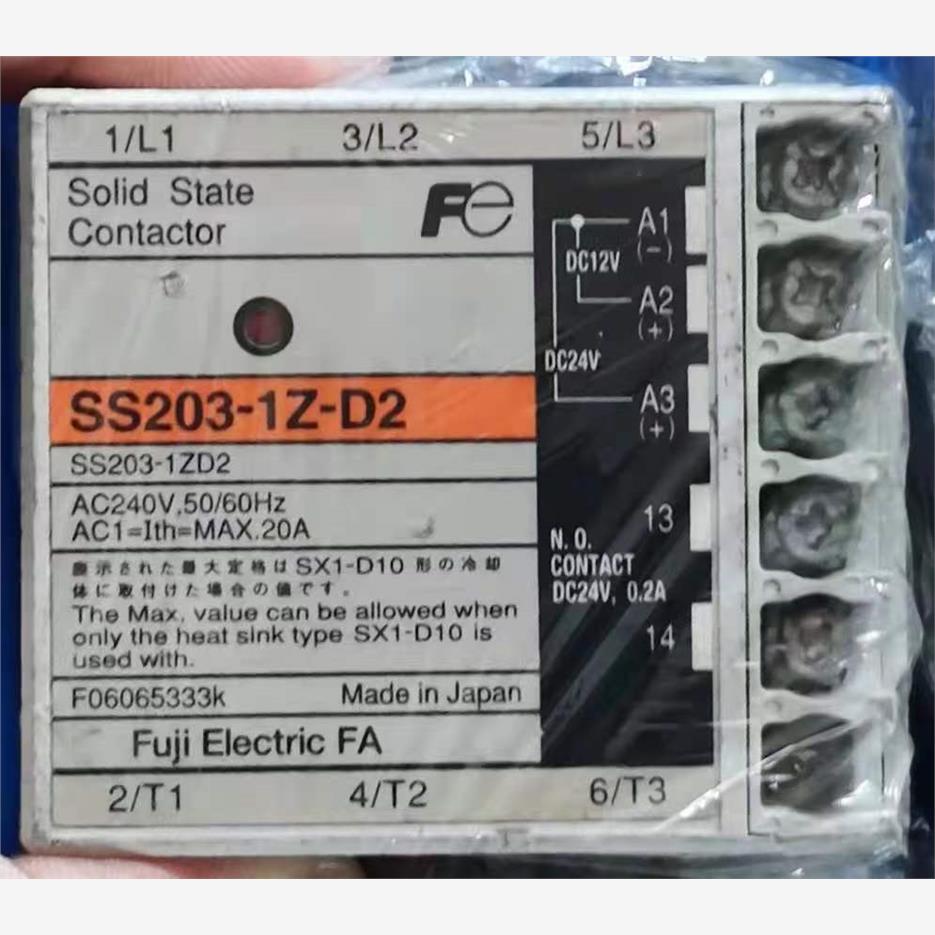 1/L1 3/L2 5/L3
Solid State
Contactor
Fe
SS203-1Z-D2
SS203-1ZD2
AC240V,50/60Hz
AC1=Ith=MAX.20A
表示された最大定格はSX1-D10 形の冷却
体に取付けた場合の値です。
The Max, value can be allowed when
only the heat sink type SX1-D10 is
used with.
F06065333k Made in Japan
Fuji Electric FA
2/T1 4/T2 6/T3
A1
(-)
DC12V
A2
(+)
DC24V
A3
(+)
13
N.O.
CONTACT
DC24V, 0.2A
14